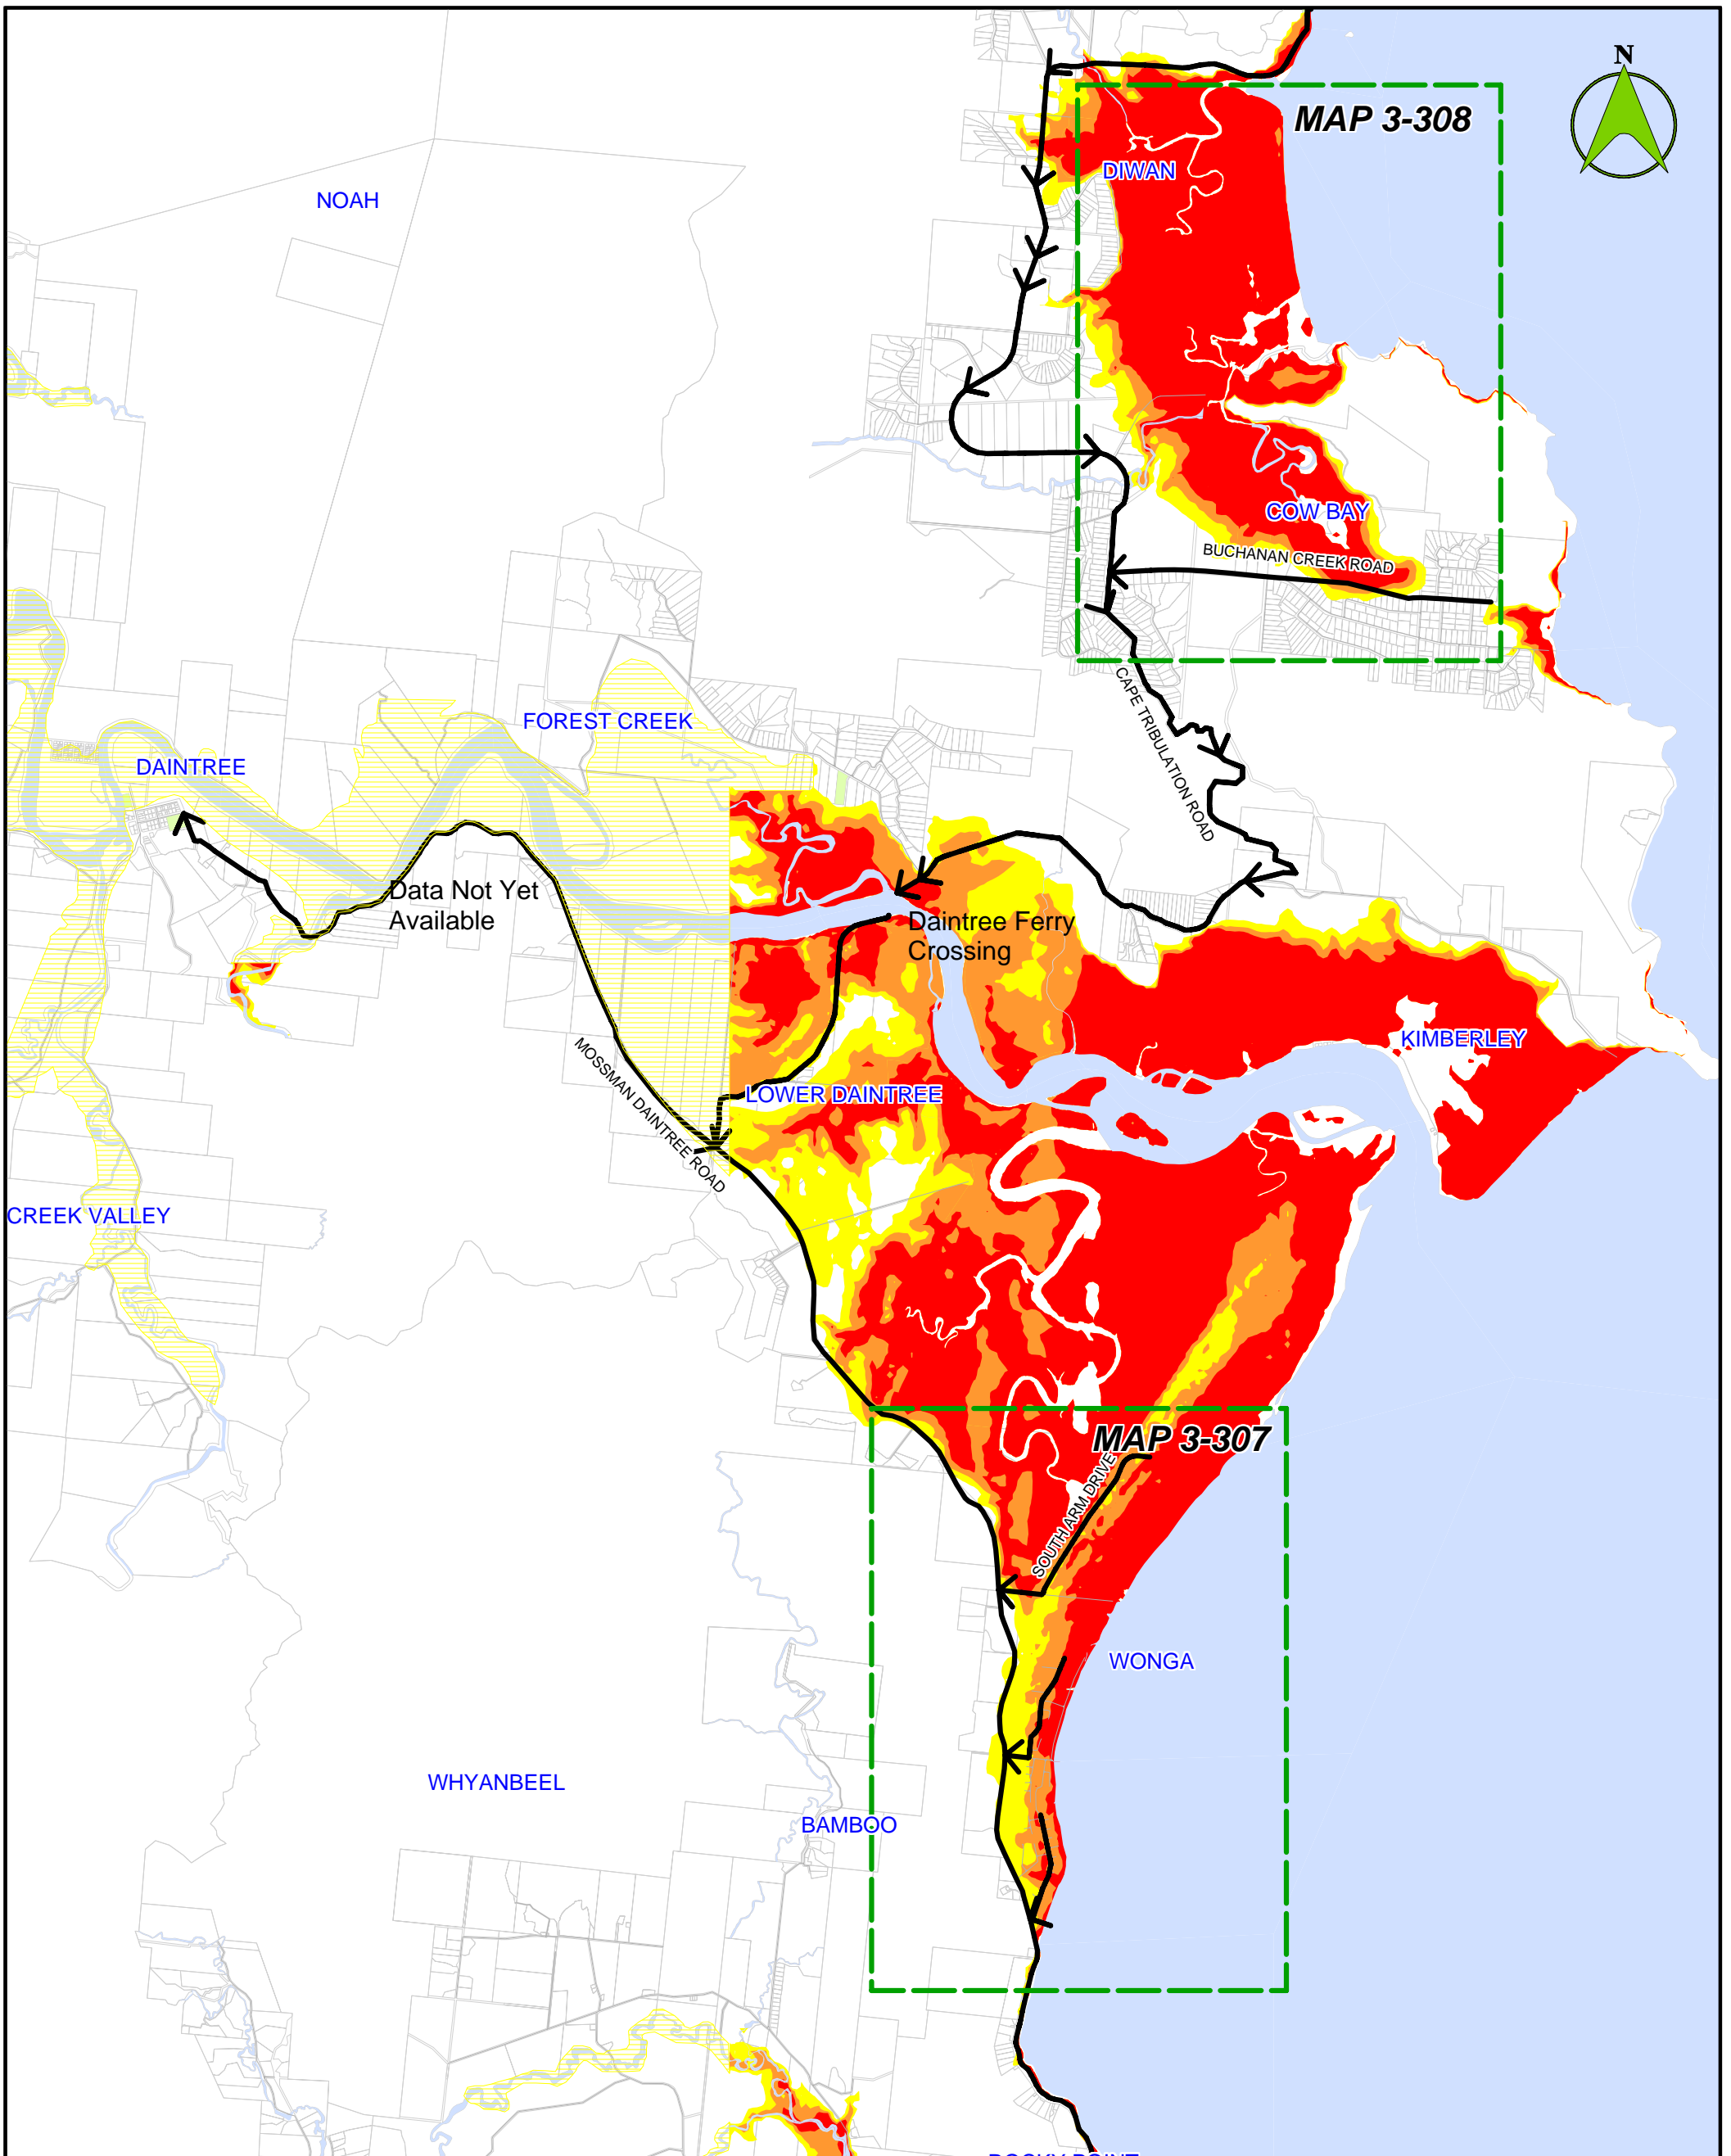 N
MAP 3-308
DIWAN
NOAH
COW BAY
BUCHANAN CREEK ROAD
CAPE TRIBULATION ROAD
FOREST CREEK
DAINTREE
Data Not Yet
Available
Daintree Ferry
Crossing
KIMBERLEY
MOSSMAN DAINTREE ROAD
LOWER DAINTREE
CREEK VALLEY
MAP 3-307
SOUTH ARM DRIVE
WONGA
WHYANBEEL
BAMBOO
ROCKY POINT